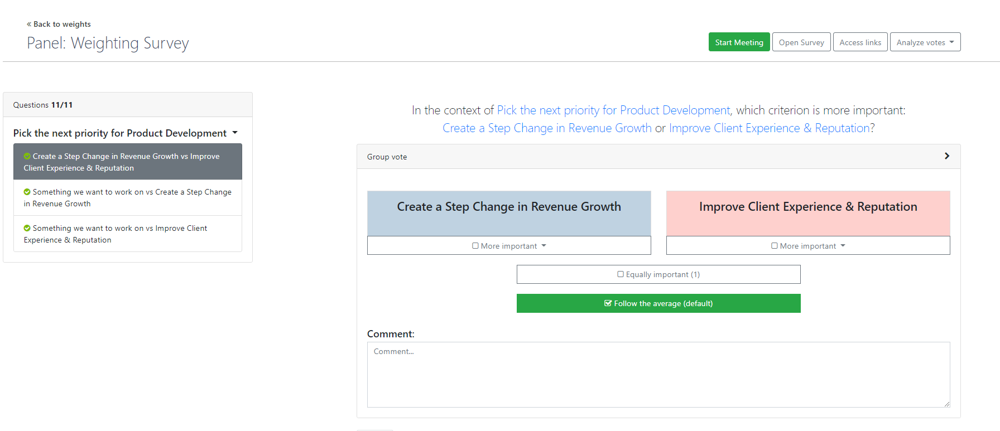 « Back to weights
Panel: Weighting Survey
Start Meeting
Open Survey
Access links
Analyze votes
Questions 11/11
Pick the next priority for Product Development
Create a Step Change in Revenue Growth vs Improve
Client Experience & Reputation
Something we want to work on vs Create a Step Change
in Revenue Growth
Something we want to work on vs Improve Client
Experience & Reputation
In the context of Pick the next priority for Product Development, which criterion is more important:
Create a Step Change in Revenue Growth or Improve Client Experience & Reputation?
Group vote
Create a Step Change in Revenue Growth
Improve Client Experience & Reputation
More important
More important
Equally important (1)
Follow the average (default)
Comment:
Comment...